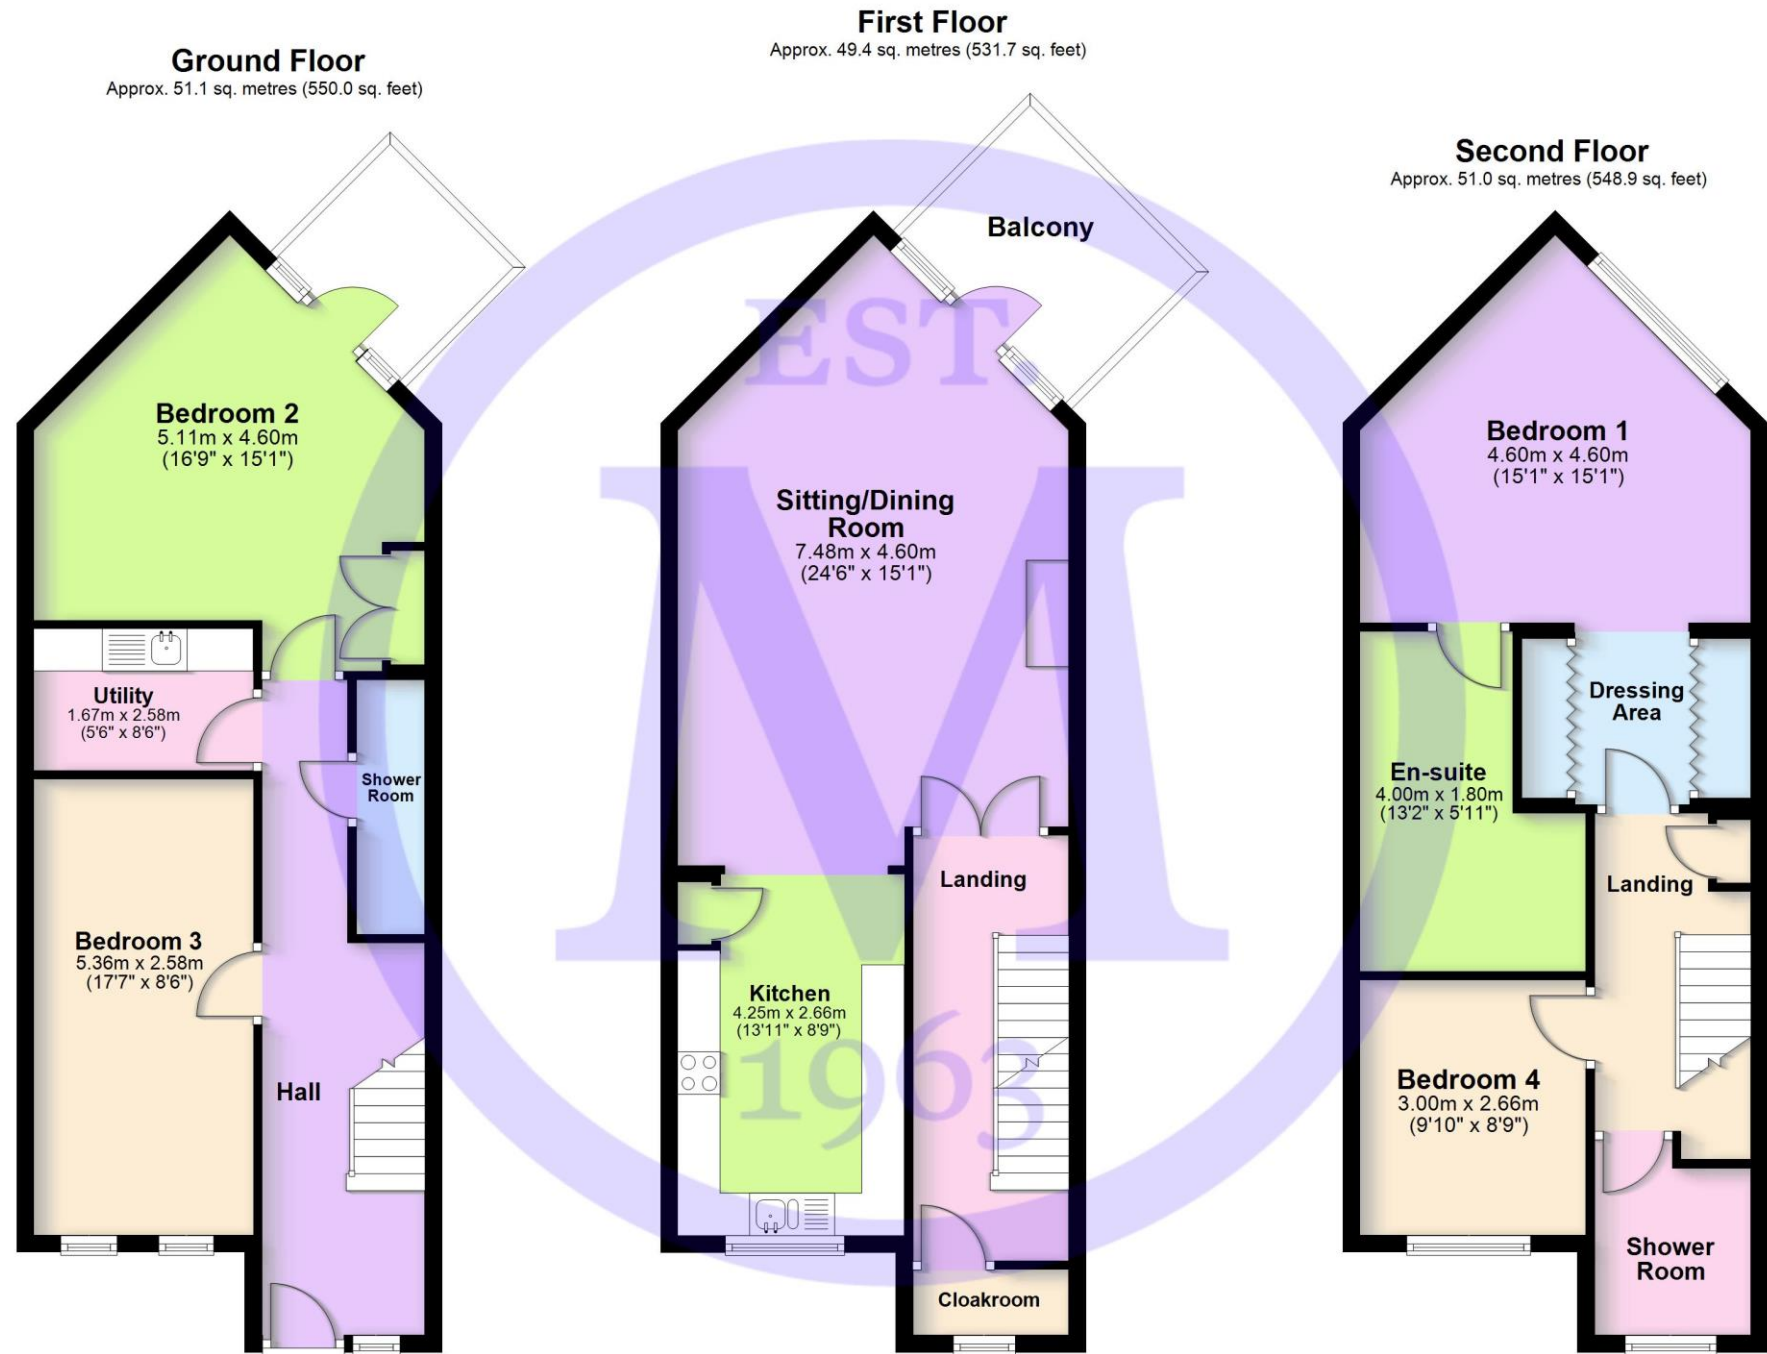 Ground Floor
Approx. 51.1 sq. metres (550.0 sq. feet)
Bedroom 2
5.11m x 4.60m
(16'9" x 15'1")
Utility
1.67m x 2.58m
(5'6" x 8'6")
Shower
Room
Bedroom 3
5.36m x 2.58m
(17'7" x 8'6")
Hall
First Floor
Approx. 49.4 sq. metres (531.7 sq. feet)
Balcony
Sitting/Dining
Room
7.48m x 4.60m
(24'6" x 15'1")
Landing
Kitchen
4.25m x 2.66m
(13'11" x 8'9")
Cloakroom
Second Floor
Approx. 51.0 sq. metres (548.9 sq. feet)
Bedroom 1
4.60m x 4.60m
(15'1" x 15'1")
Dressing
Area
En-suite
4.00m x 1.80m
(13'2" x 5'11")
Landing
Bedroom 4
3.00m x 2.66m
(9'10" x 8'9")
Shower
Room
EST.
M
1963